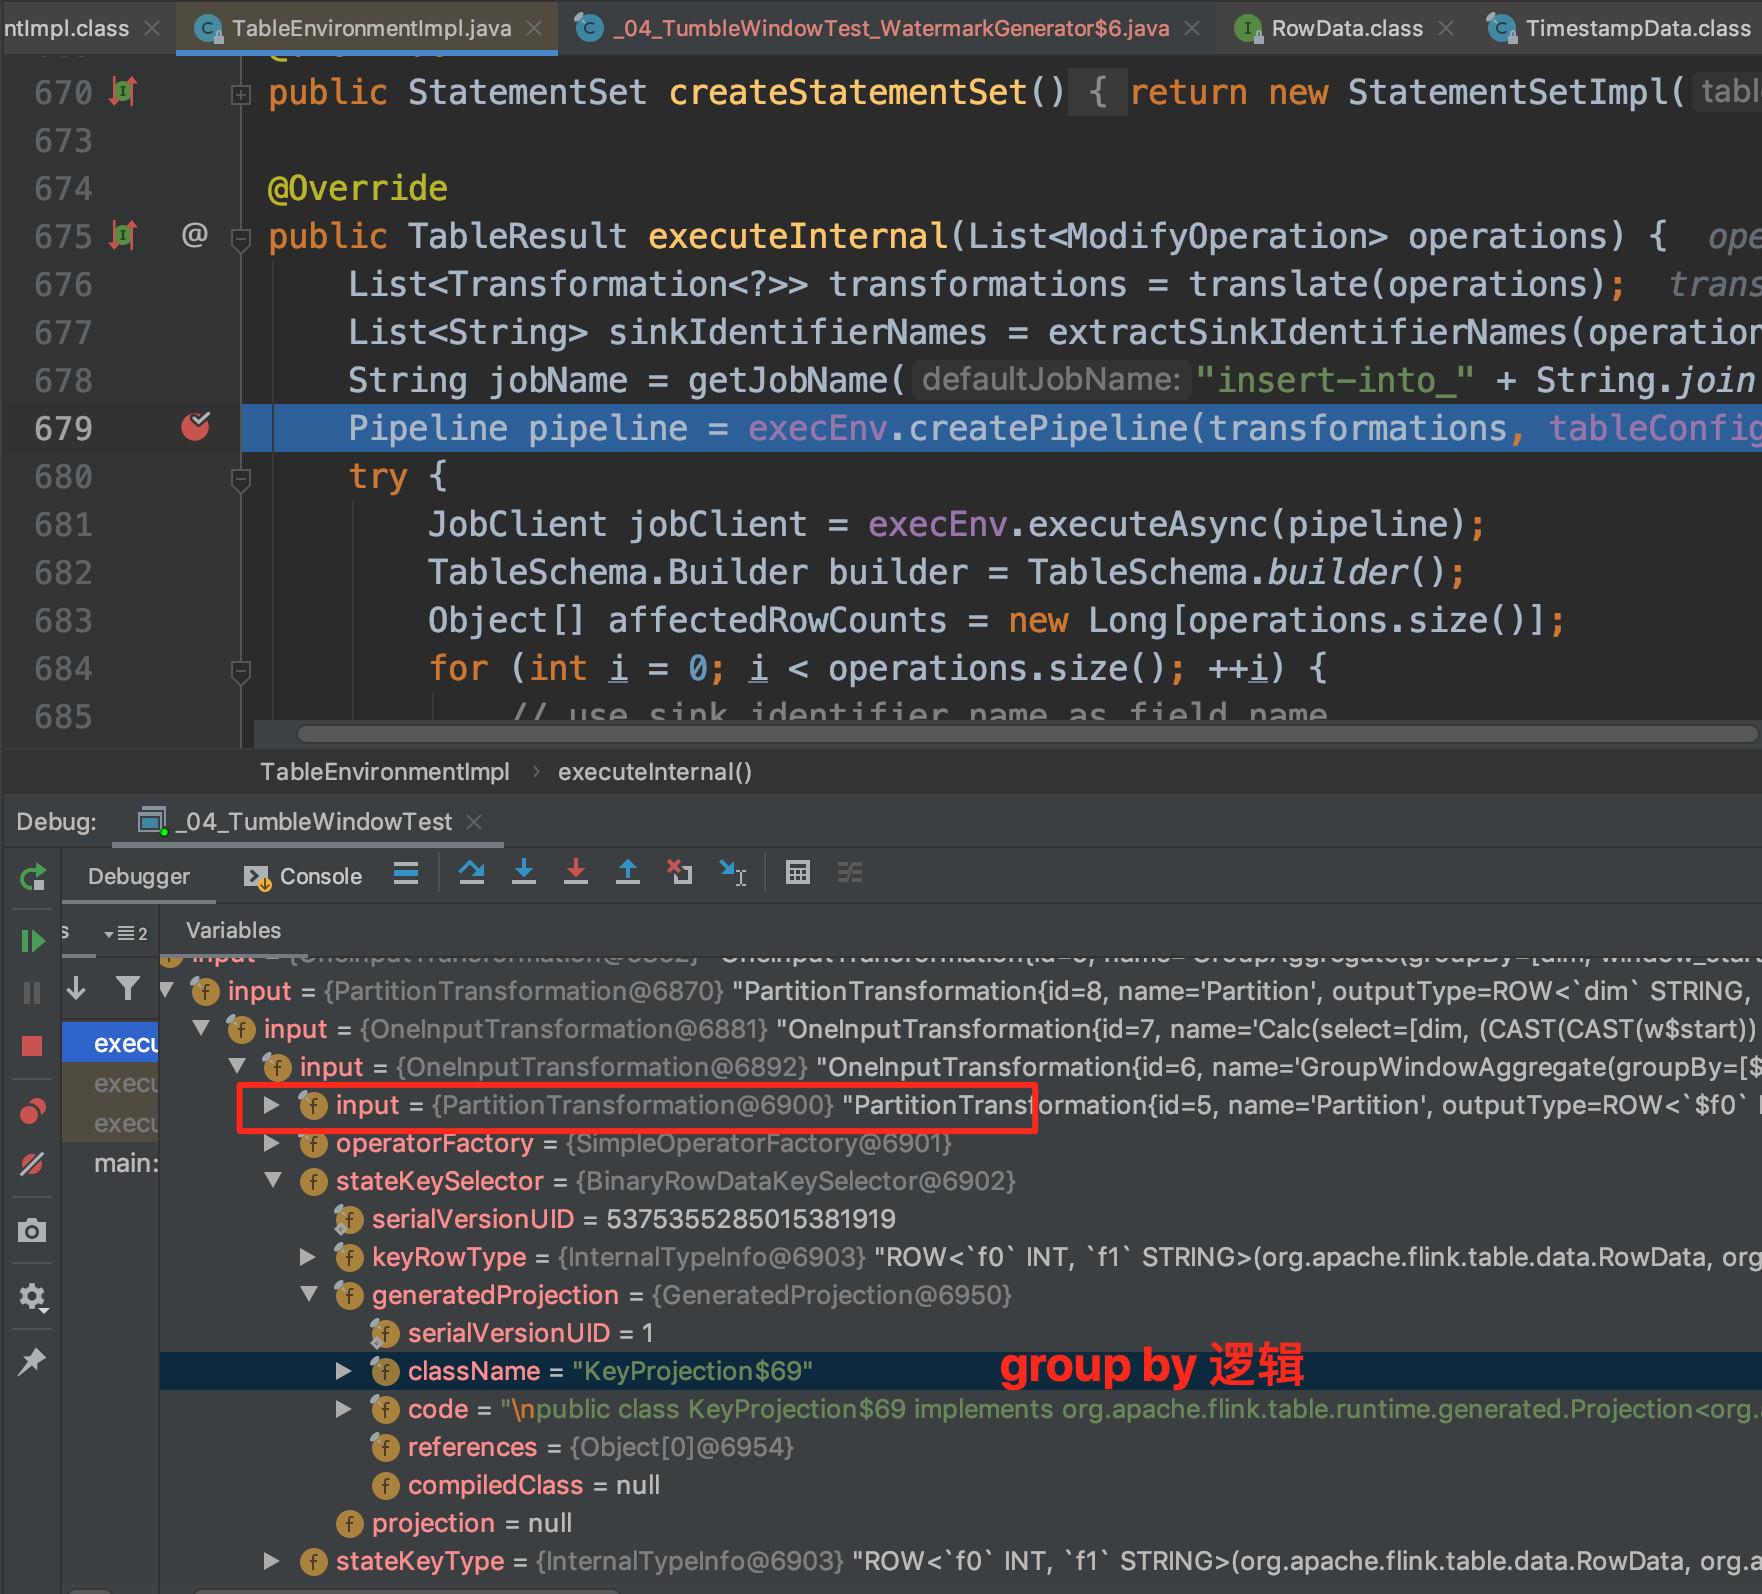 ntImpl.class
TableEnvironmentImpl.java
_04_TumbleWindowTest_WatermarkGenerator$6.java
RowData.class
TimestampData.class
670 public StatementSet createStatementSet() { return new StatementSetImpl( tabl
673
674 @Override
675 @ public TableResult executeInternal(List<ModifyOperation> operations) { ope
676 List<Transformation<?>> transformations = translate(operations); trans
677 List<String> sinkIdentifierNames = extractSinkIdentifierNames(operation
678 String jobName = getJobName( defaultJobName: "insert-into_" + String.join
679 Pipeline pipeline = execEnv.createPipeline(transformations, tableConfig
680 try {
681 JobClient jobClient = execEnv.executeAsync(pipeline);
682 TableSchema.Builder builder = TableSchema.builder();
683 Object[] affectedRowCounts = new Long[operations.size()];
684 for (int i = 0; i < operations.size(); ++i) {
685 // use sink identifier name as field name
TableEnvironmentImpl › executeInternal()
Debug: _04_TumbleWindowTest
Debugger Console
s 2 Variables
input = {PartitionTransformation@6870} "PartitionTransformation{id=8, name='Partition', outputType=ROW<`dim` STRING,
input = {OneInputTransformation@6881} "OneInputTransformation{id=7, name='Calc(select=[dim, (CAST(CAST(w$start))
execu
input = {OneInputTransformation@6892} "OneInputTransformation{id=6, name='GroupWindowAggregate(groupBy=[$
execu
input = {PartitionTransformation@6900} "PartitionTransformation{id=5, name='Partition', outputType=ROW<`$f0`
execu
operatorFactory = {SimpleOperatorFactory@6901}
main:
stateKeySelector = {BinaryRowDataKeySelector@6902}
serialVersionUID = 5375355285015381919
keyRowType = {InternalTypeInfo@6903} "ROW<`f0` INT, `f1` STRING>(org.apache.flink.table.data.RowData, org
generatedProjection = {GeneratedProjection@6950}
serialVersionUID = 1
className = "KeyProjection$69"
group by 逻辑
code = "\npublic class KeyProjection$69 implements org.apache.flink.table.runtime.generated.Projection<org.
references = {Object[0]@6954}
compiledClass = null
projection = null
stateKeyType = {InternalTypeInfo@6903} "ROW<`f0` INT, `f1` STRING>(org.apache.flink.table.data.RowData, org.a